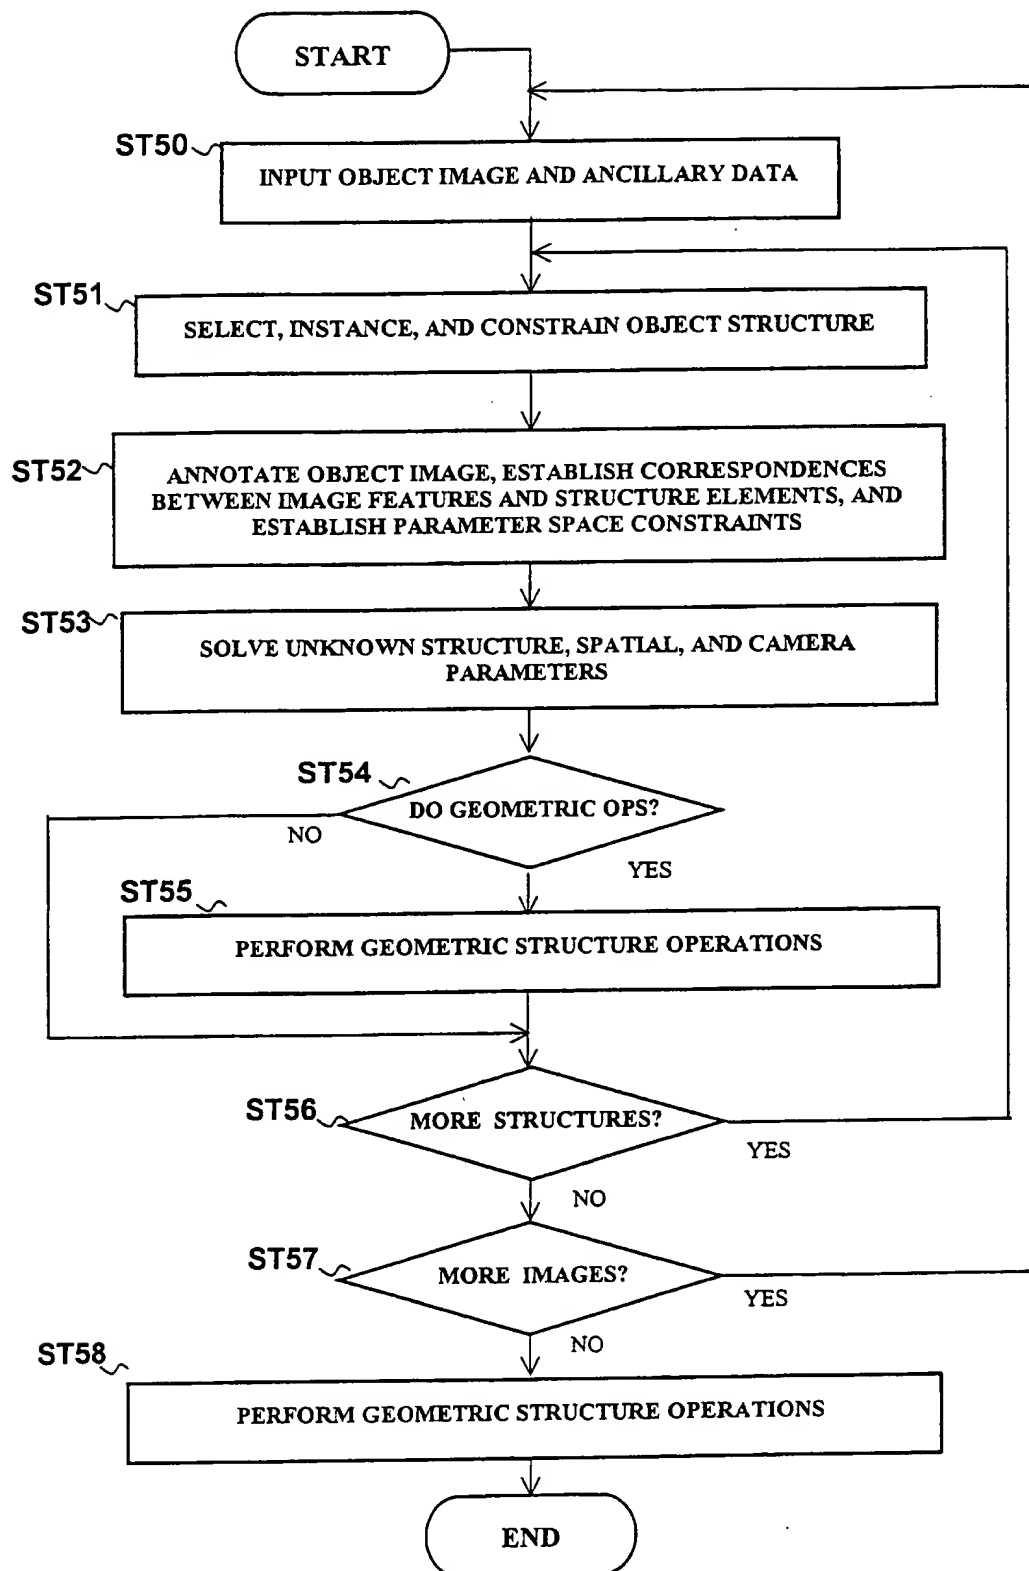 START
ST50
INPUT OBJECT IMAGE AND ANCILLARY DATA
ST51
SELECT, INSTANCE, AND CONSTRAIN OBJECT STRUCTURE
ST52
ANNOTATE OBJECT IMAGE, ESTABLISH CORRESPONDENCES
BETWEEN IMAGE FEATURES AND STRUCTURE ELEMENTS, AND
ESTABLISH PARAMETER SPACE CONSTRAINTS
ST53
SOLVE UNKNOWN STRUCTURE, SPATIAL, AND CAMERA
PARAMETERS
ST54
DO GEOMETRIC OPS?
NO
YES
ST55
PERFORM GEOMETRIC STRUCTURE OPERATIONS
ST56
MORE STRUCTURES?
YES
NO
ST57
MORE IMAGES?
YES
NO
ST58
PERFORM GEOMETRIC STRUCTURE OPERATIONS
END